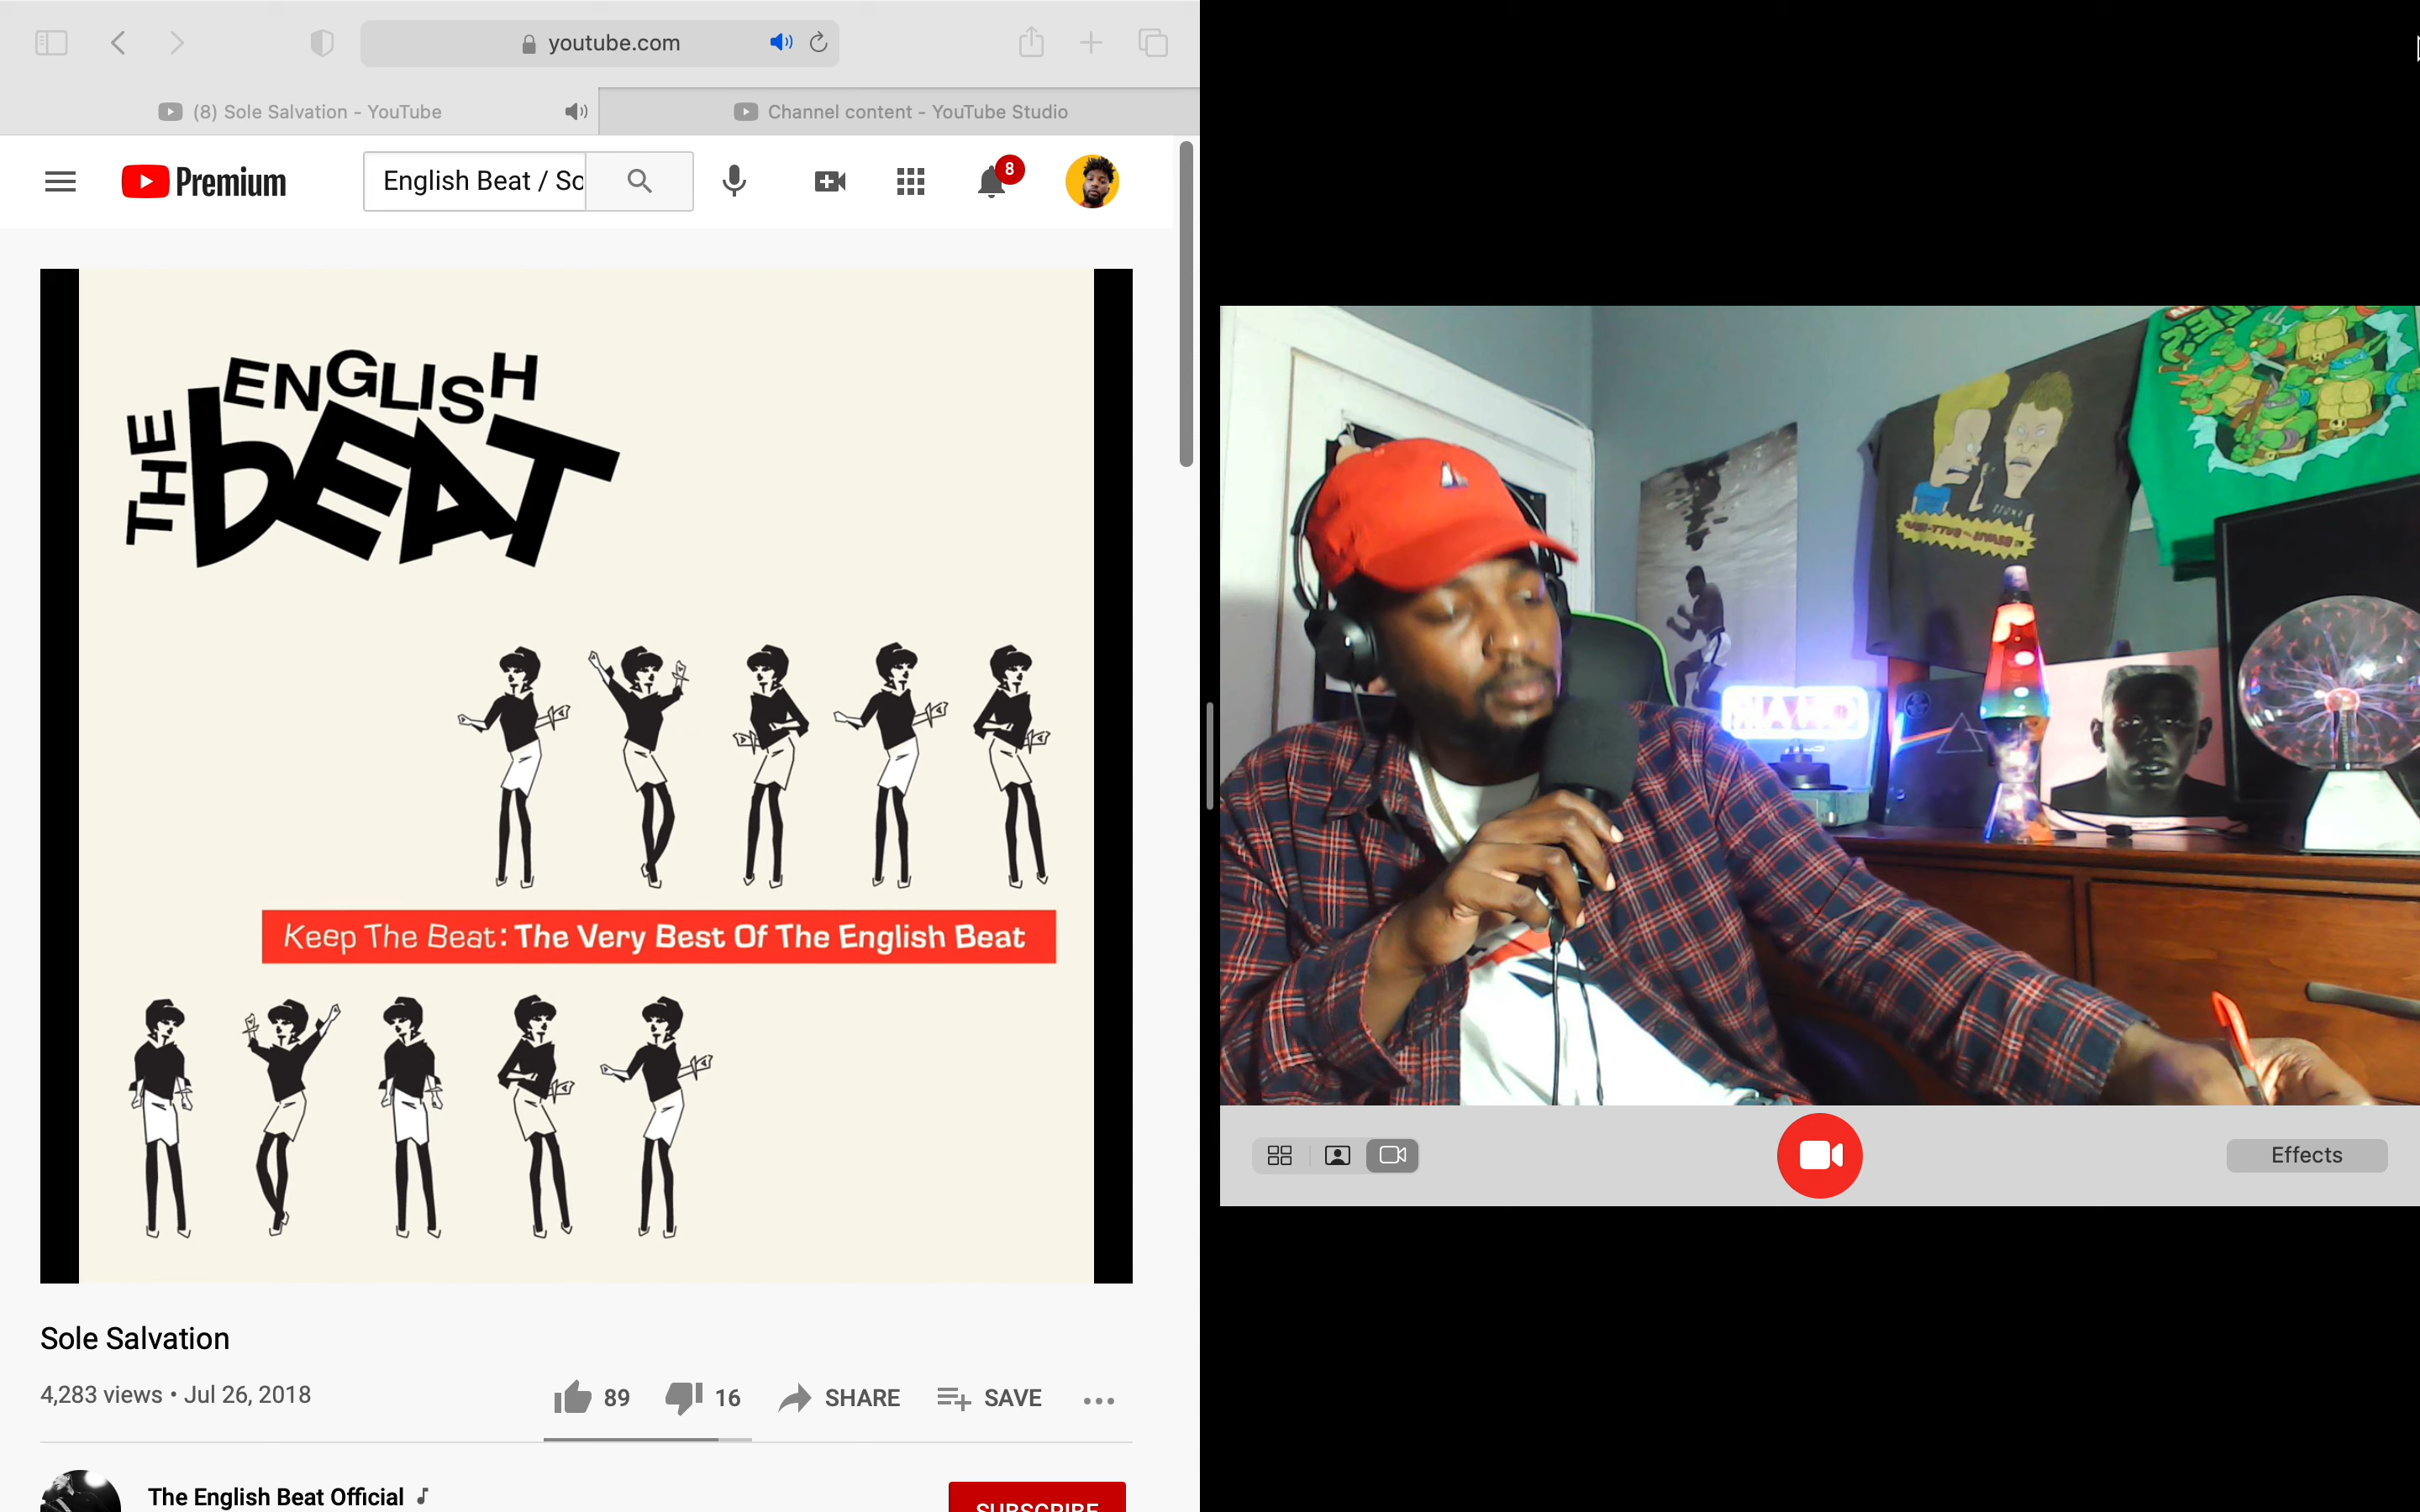 youtube.com
(8) Sole Salvation - YouTube
Channel content - YouTube Studio
Premium
English Beat / So
8
THE ENGLISH bEAT
Keep The Beat: The Very Best Of The English Beat
Sole Salvation
4,283 views • Jul 26, 2018
89
16
SHARE
SAVE
The English Beat Official
SUBSCRIBE
Effects